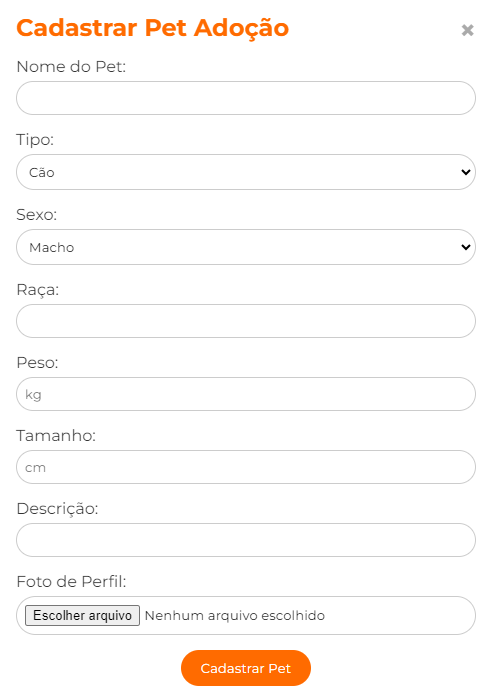 Cadastrar Pet Adoção ×
Nome do Pet:
Tipo:
Cão
Sexo:
Macho
Raça:
Peso:
kg
Tamanho:
cm
Descrição:
Foto de Perfil:
Escolher arquivo Nenhum arquivo escolhido
Cadastrar Pet